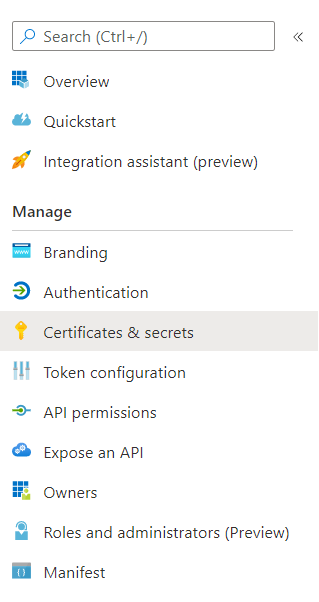 Search (Ctrl+/)
Overview
Quickstart
Integration assistant (preview)
Manage
Branding
Authentication
Certificates & secrets
Token configuration
API permissions
Expose an API
Owners
Roles and administrators (Preview)
Manifest